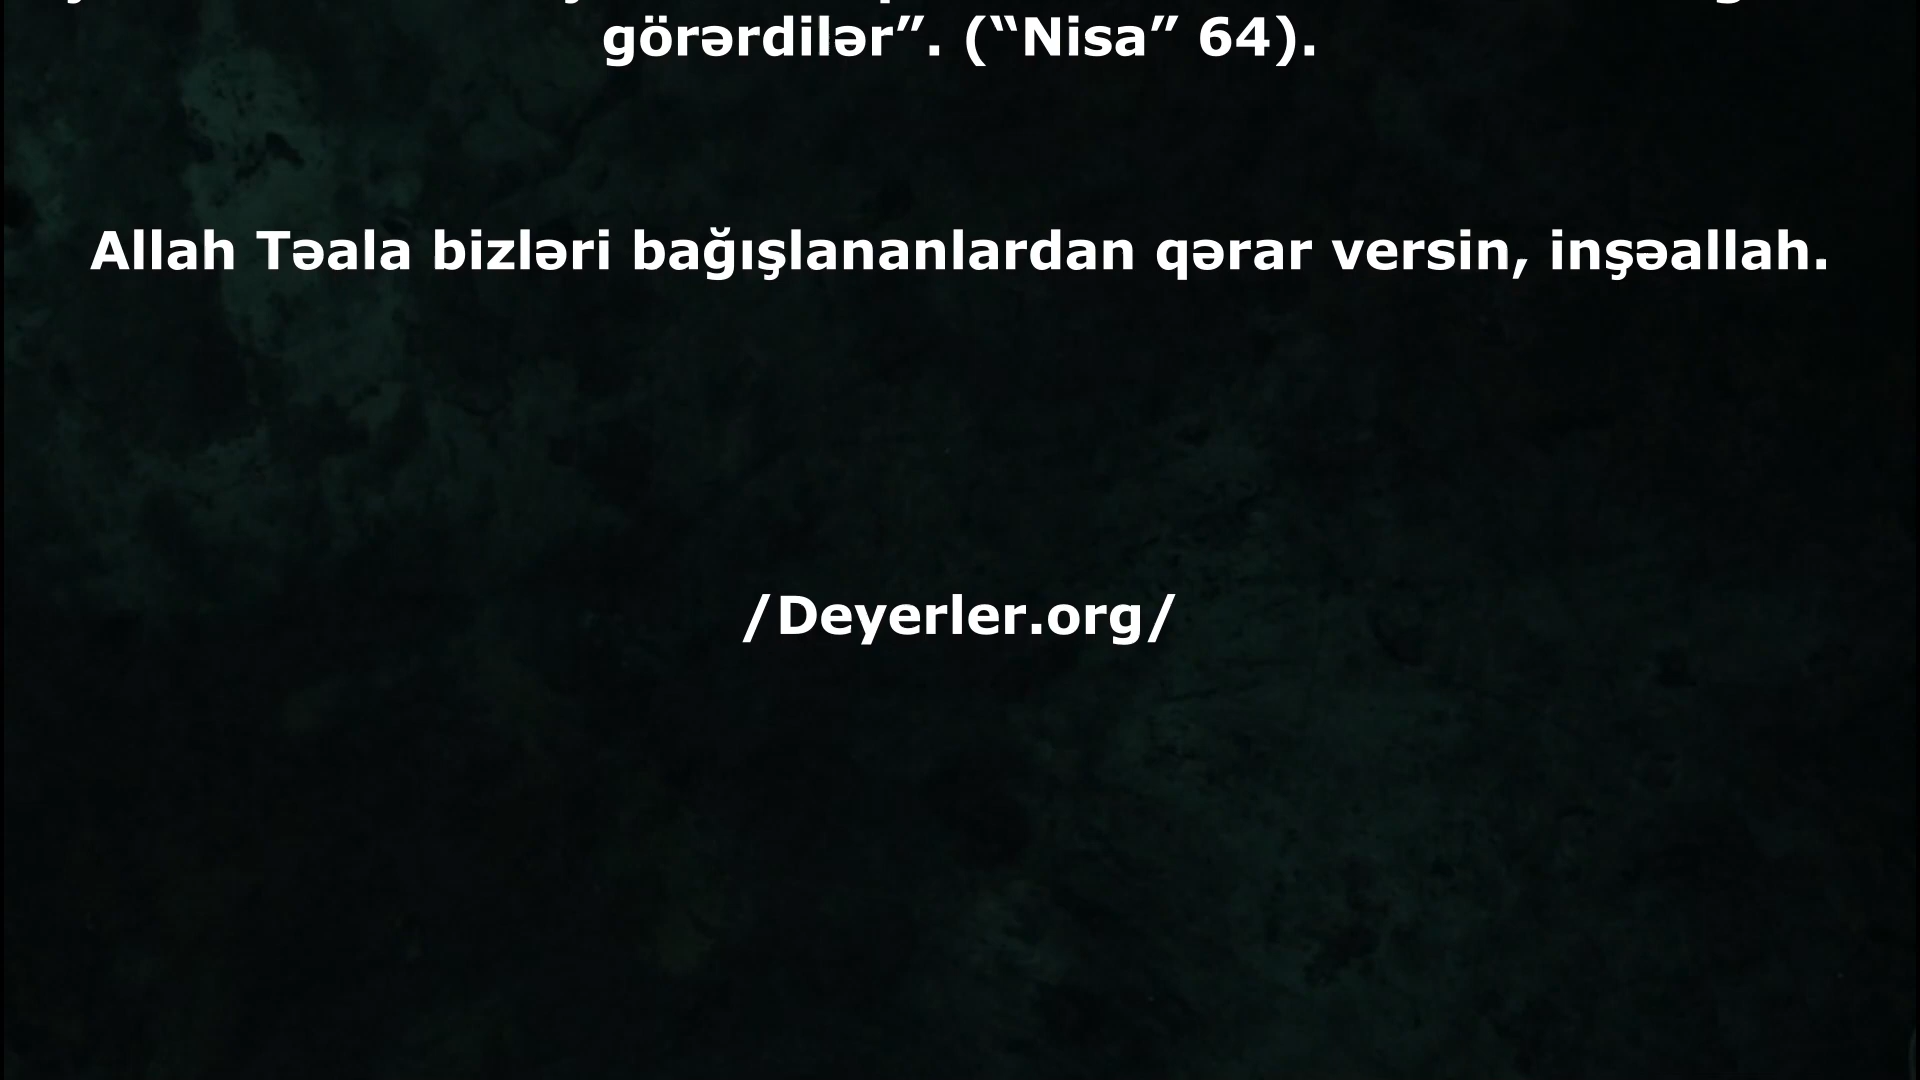 görərdilər”. (“Nisa” 64).
Allah Təala bizləri bağışlananlardan qərar versin, inşəallah.
/Deyerler.org/